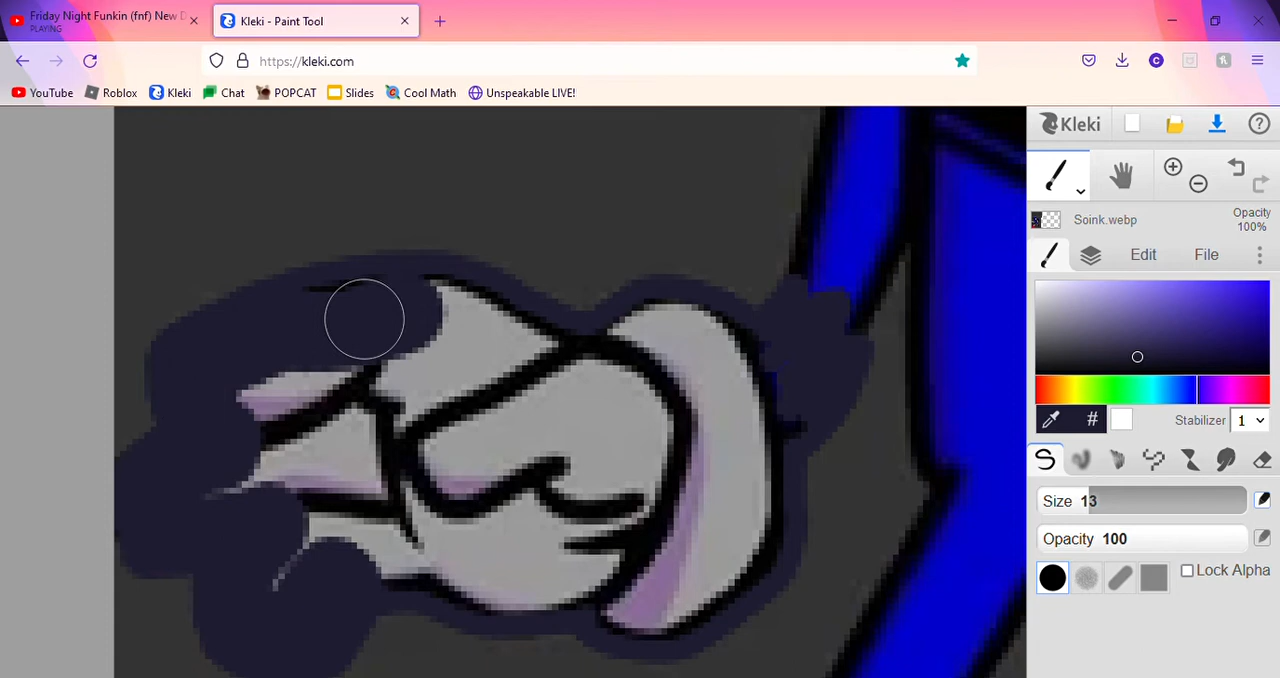 Friday Night Funkin (fnf) New D
PLAYING
Kleki - Paint Tool
https://kleki.com
YouTube Roblox Kleki Chat POPCAT Slides Cool Math Unspeakable LIVE!
Kleki
Soink.webp
Opacity
100%
Edit File
# Stabilizer 1
Size 13
Opacity 100
Lock Alpha